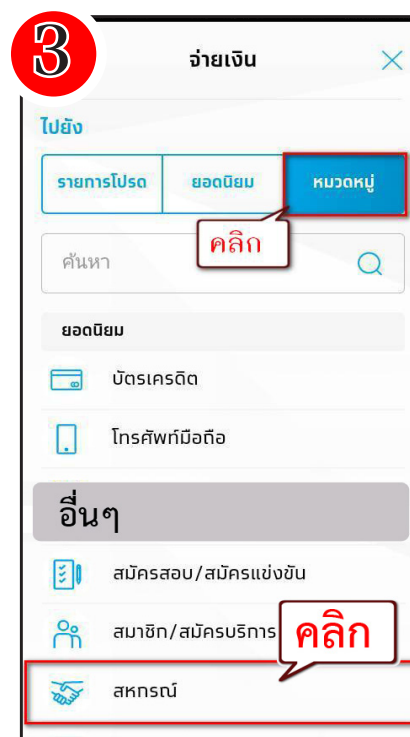 3
จ่ายเงิน
ไปยัง
รายการโปรด ยอดนิยม หมวดหมู่
คลิก
ค้นหา
ยอดนิยม
บัตรเครดิต
โทรศัพท์มือถือ
อื่นๆ
สมัครสอบ/สมัครแข่งขัน
สมาชิก/สมัครบริการ
คลิก
สหกรณ์